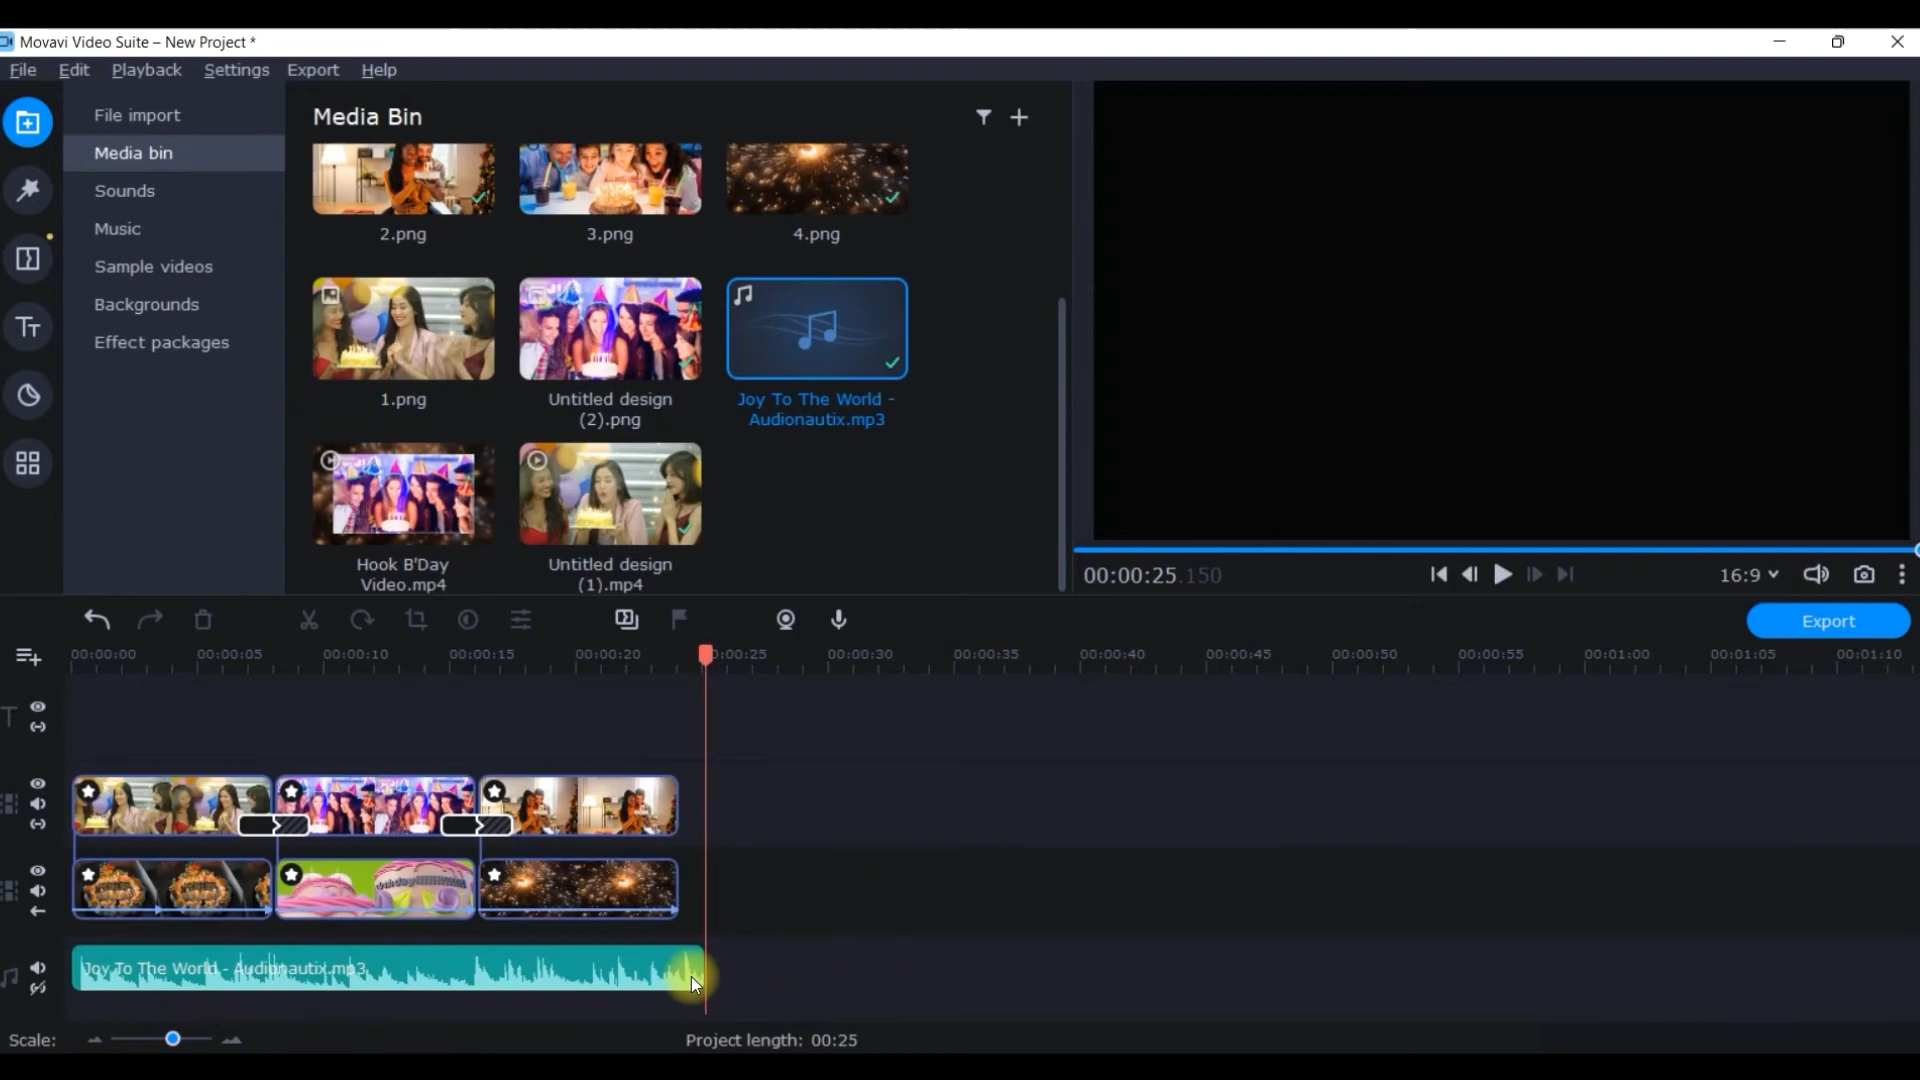 Movavi Video Suite – New Project *
File Edit Playback Settings Export Help
File import
Media bin
Sounds
Music
Sample videos
Backgrounds
Effect packages
Media Bin
2.png
3.png
4.png
1.png
Untitled design
(2).png
Joy To The World -
Audionautix.mp3
Hook B'Day
Video.mp4
Untitled design
(1).mp4
00:00:25.150
16:9
Export
00:00:00 00:00:05 00:00:10 00:00:15 00:00:20 0:00:25 00:00:30 00:00:35 00:00:40 00:00:45 00:00:50 00:00:55 00:01:00 00:01:05 00:01:10
Joy To The World - Audionautix.mp3
Scale:
Project length: 00:25